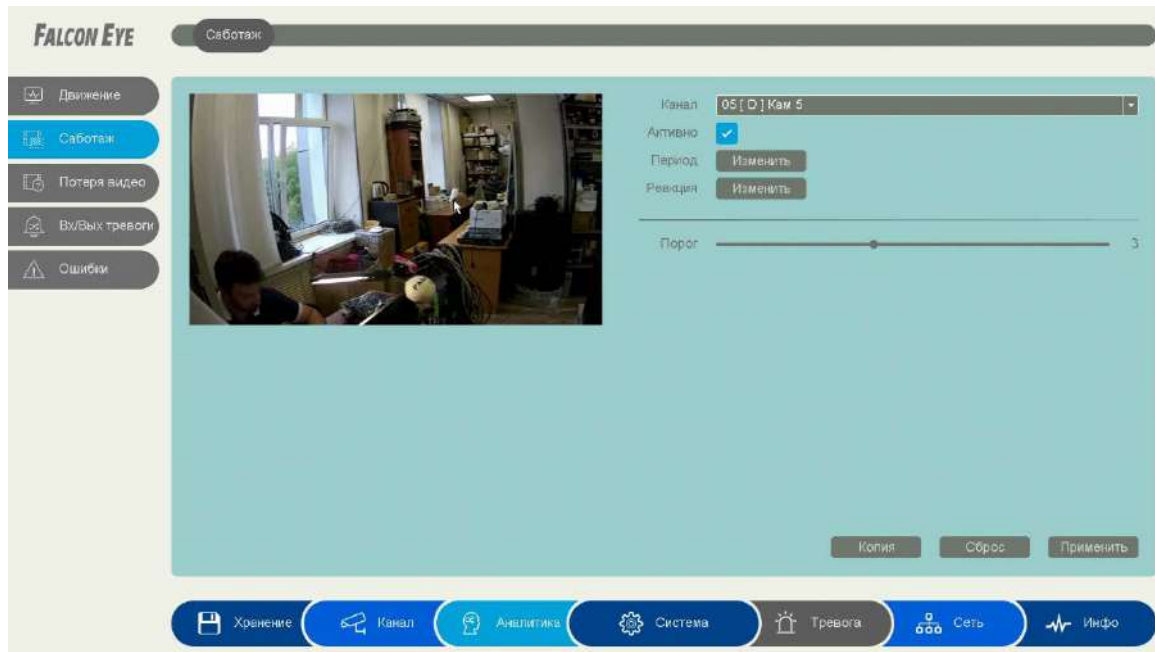 FALCON EYE
Саботаж
Движение
Саботаж
Потеря видео
Вх/Вых тревоги
Ошибки
Канал 05 [ D ] Кам 5
Активно
Период Изменить
Реакция Изменить
Порог 3
Копия Сброс Применить
Хранение Канал Аналитика Система Тревога Сеть Инфо